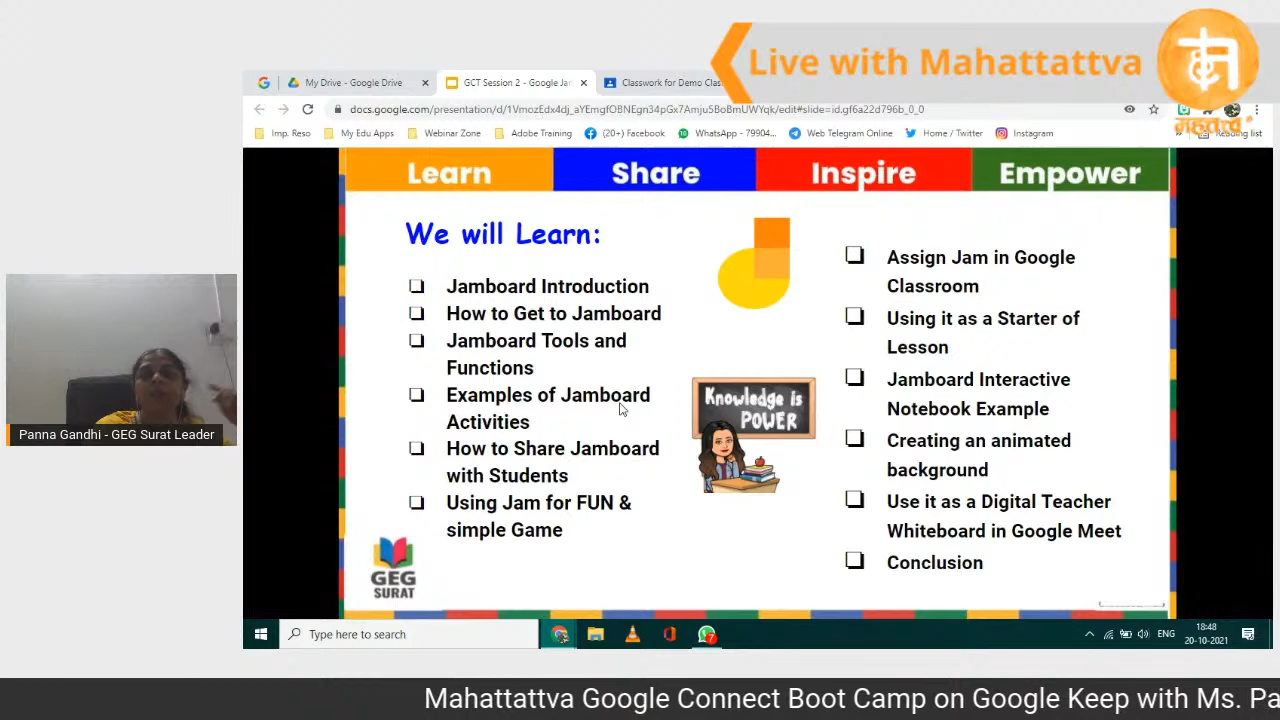 Live with Mahattattva
महत्तत्त्व
My Drive - Google Drive
GCT Session 2 - Google Jan
Classwork for Demo Clas
docs.google.com/presentation/d/1VmozEdx4dj_aYEmgfOBNEgn34pGx7Amju5BoBmUWYqk/edit#slide=id.gf6a22d796b_0_0
Imp. Reso
My Edu Apps
Webinar Zone
Adobe Training
(20+) Facebook
WhatsApp - 79904...
Web Telegram Online
Home / Twitter
Instagram
Reading list
Learn
Share
Inspire
Empower
We will Learn:
Jamboard Introduction
How to Get to Jamboard
Jamboard Tools and
Functions
Examples of Jamboard
Activities
How to Share Jamboard
with Students
Using Jam for FUN &
simple Game
GEG
SURAT
Knowledge is
POWER
Assign Jam in Google
Classroom
Using it as a Starter of
Lesson
Jamboard Interactive
Notebook Example
Creating an animated
background
Use it as a Digital Teacher
Whiteboard in Google Meet
Conclusion
Panna Gandhi - GEG Surat Leader
Type here to search
7
ENG
18:48
20-10-2021
Mahattattva Google Connect Boot Camp on Google Keep with Ms. Pa